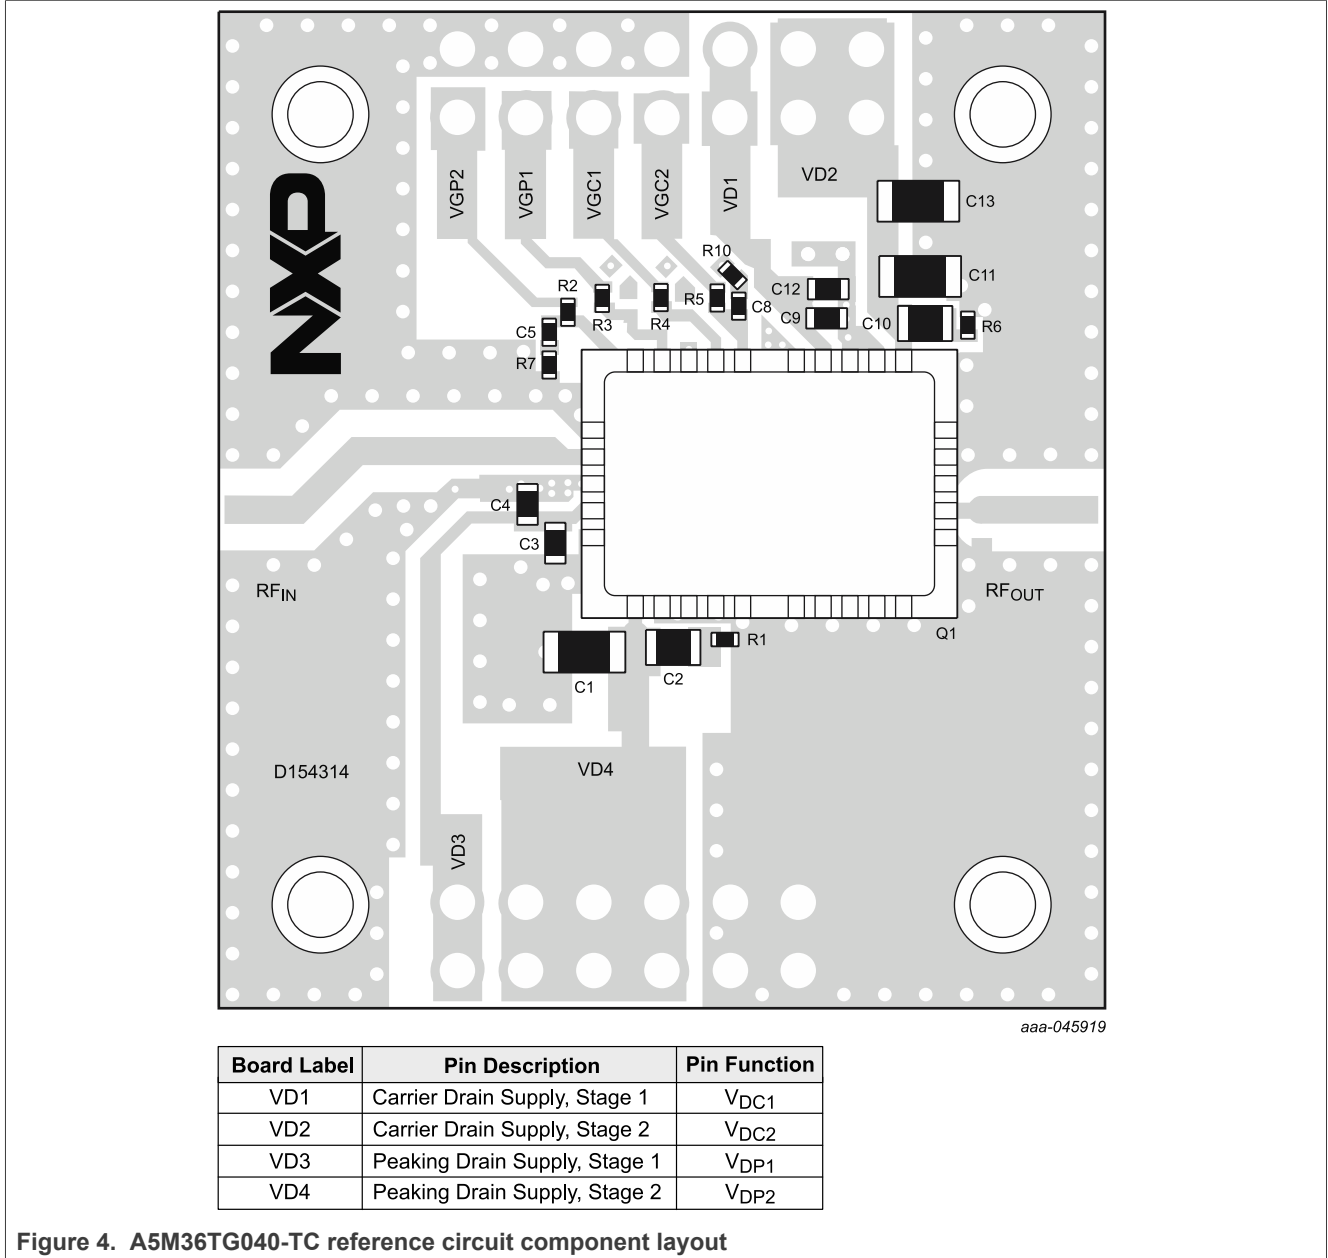 NXP
VGP2
VGP1
VGC1
VGC2
VD1
VD2
C13
R10
C11
R2
C12
R5
C8
R3
R4
C9
C10
R6
C5
R7
C4
C3
RFIN
RFOUT
Q1
R1
C1
C2
D154314
VD4
VD3
aaa-045919
Board Label Pin Description Pin Function
VD1 Carrier Drain Supply, Stage 1 VDC1
VD2 Carrier Drain Supply, Stage 2 VDC2
VD3 Peaking Drain Supply, Stage 1 VDP1
VD4 Peaking Drain Supply, Stage 2 VDP2
Figure 4. A5M36TG040-TC reference circuit component layout